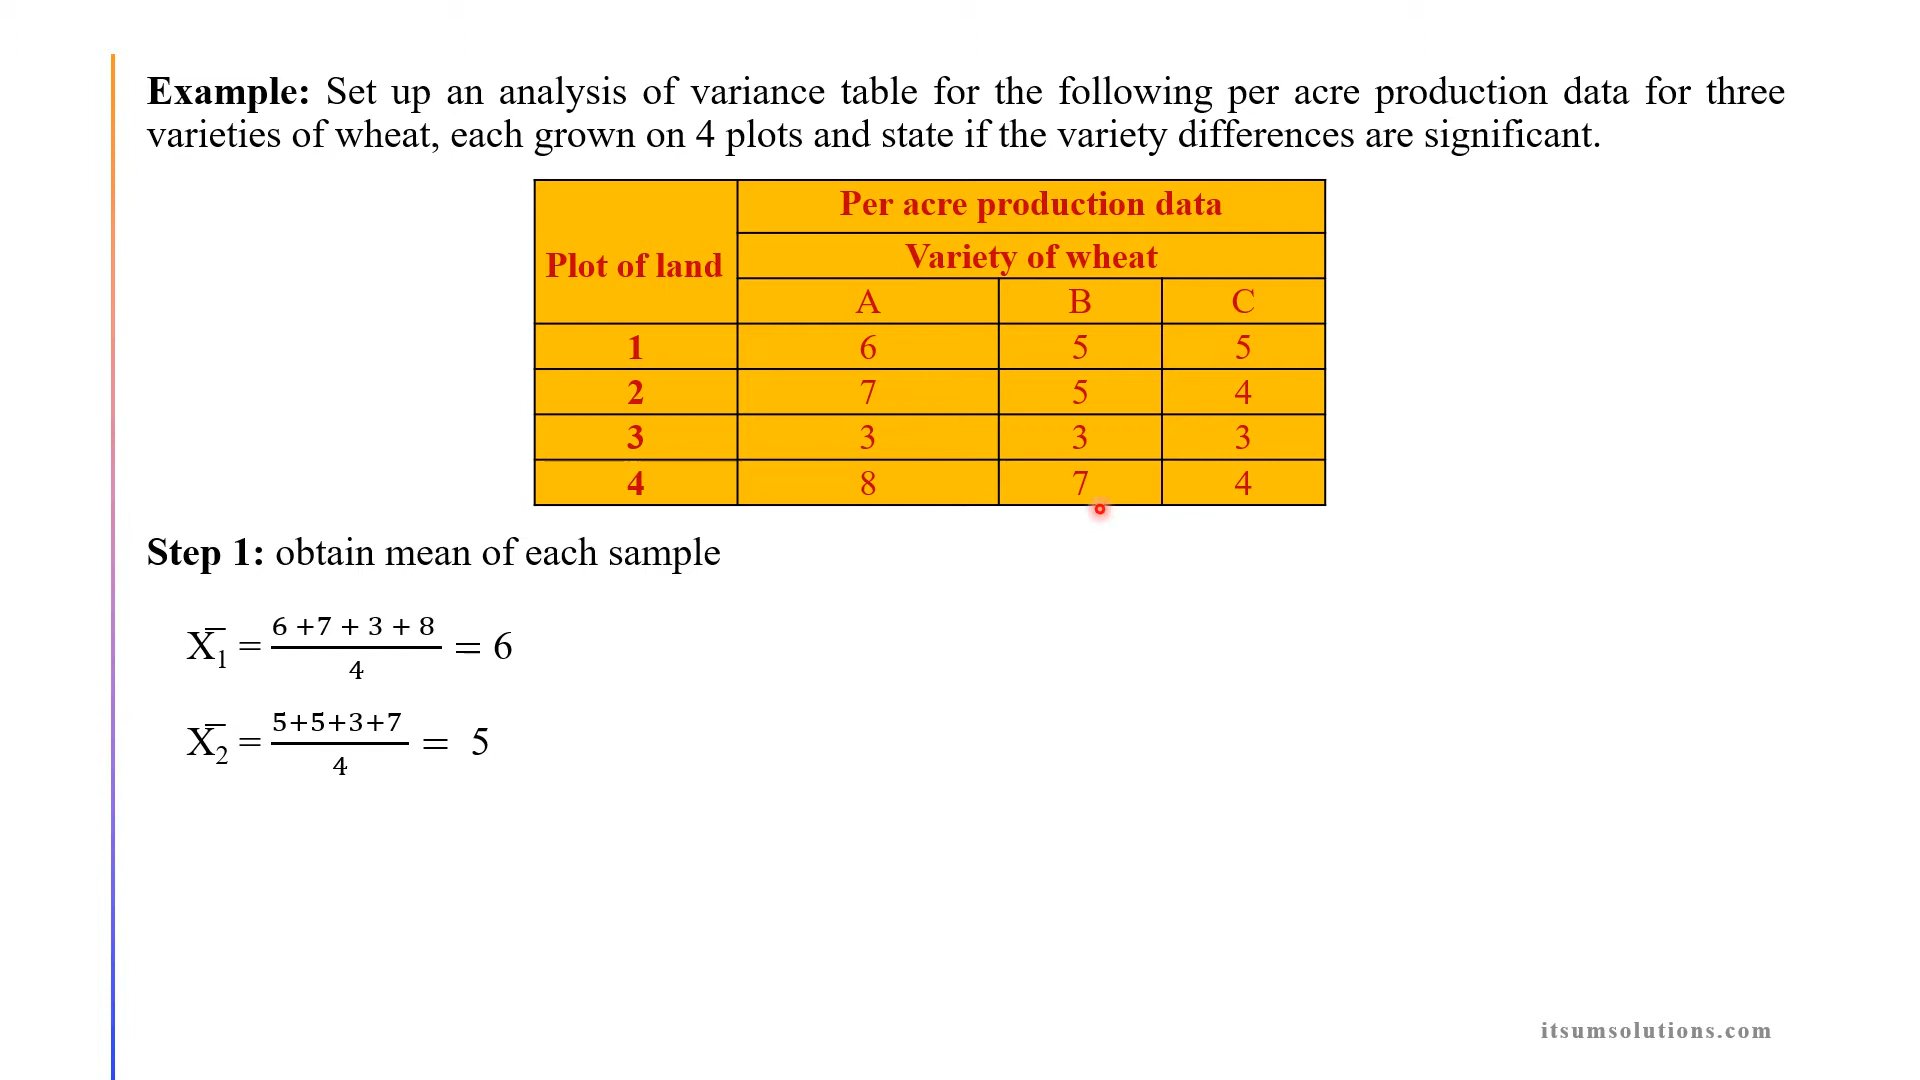 Example: Set up an analysis of variance table for the following per acre production data for three
varieties of wheat, each grown on 4 plots and state if the variety differences are significant.
Plot of land
Per acre production data
Variety of wheat
A B C
1 6 5 5
2 7 5 4
3 3 3 3
4 8 7 4
Step 1: obtain mean of each sample
X̅₁ = (6 +7 + 3 + 8)/4 = 6
X̅₂ = (5+5+3+7)/4 = 5
itsumsolutions.com